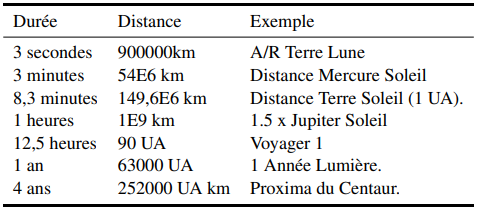 Durée Distance Exemple
3 secondes 900000km A/R Terre Lune
3 minutes 54E6 km Distance Mercure Soleil
8,3 minutes 149,6E6 km Distance Terre Soleil (1 UA).
1 heures 1E9 km 1.5 x Jupiter Soleil
12,5 heures 90 UA Voyager 1
1 an 63000 UA 1 Année Lumière.
4 ans 252000 UA km Proxima du Centaur.